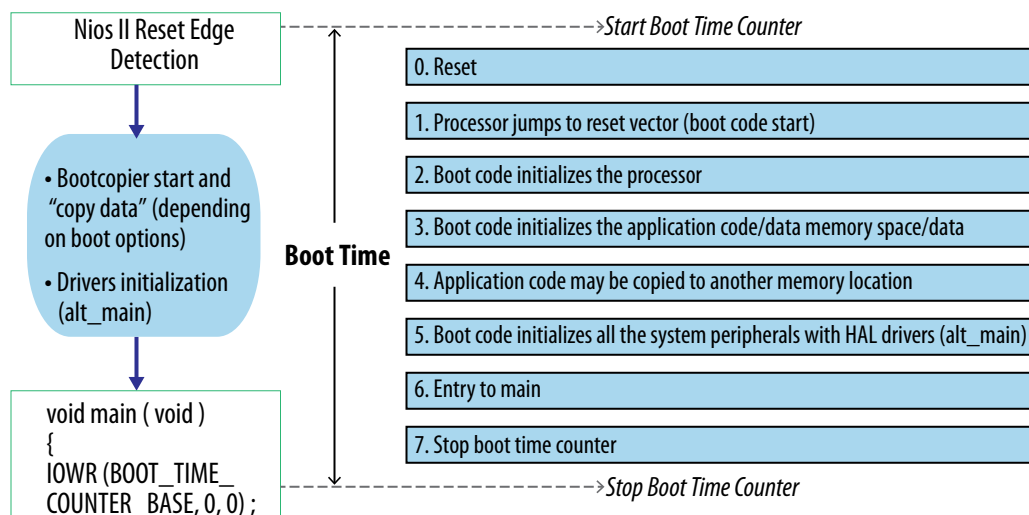 Nios II Reset Edge
Detection
• Bootcopier start and
“copy data” (depending
on boot options)
• Drivers initialization
(alt_main)
void main ( void )
{
IOWR (BOOT_TIME_
COUNTER_BASE, 0, 0) ;
Boot Time
Start Boot Time Counter
0. Reset
1. Processor jumps to reset vector (boot code start)
2. Boot code initializes the processor
3. Boot code initializes the application code/data memory space/data
4. Application code may be copied to another memory location
5. Boot code initializes all the system peripherals with HAL drivers (alt_main)
6. Entry to main
7. Stop boot time counter
Stop Boot Time Counter